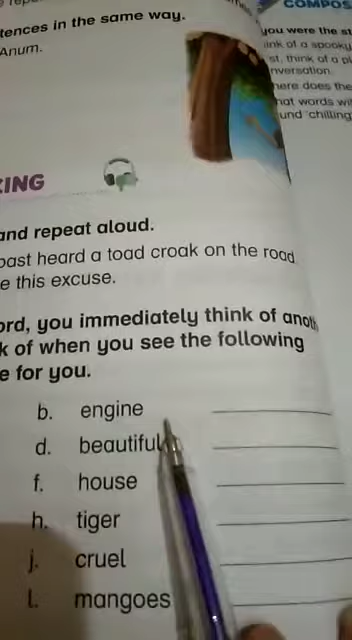 tences in the same way.
Anum.
COMPOS
you were the st
ink of a spooky
st, think of a pl
nversation.
here does the
hat words wil
und 'chilling
KING
and repeat aloud.
past heard a toad croak on the road
e this excuse.
ord, you immediately think of anoth
k of when you see the following
e for you.
b. engine
d. beautiful
f. house
h. tiger
j. cruel
l. mangoes